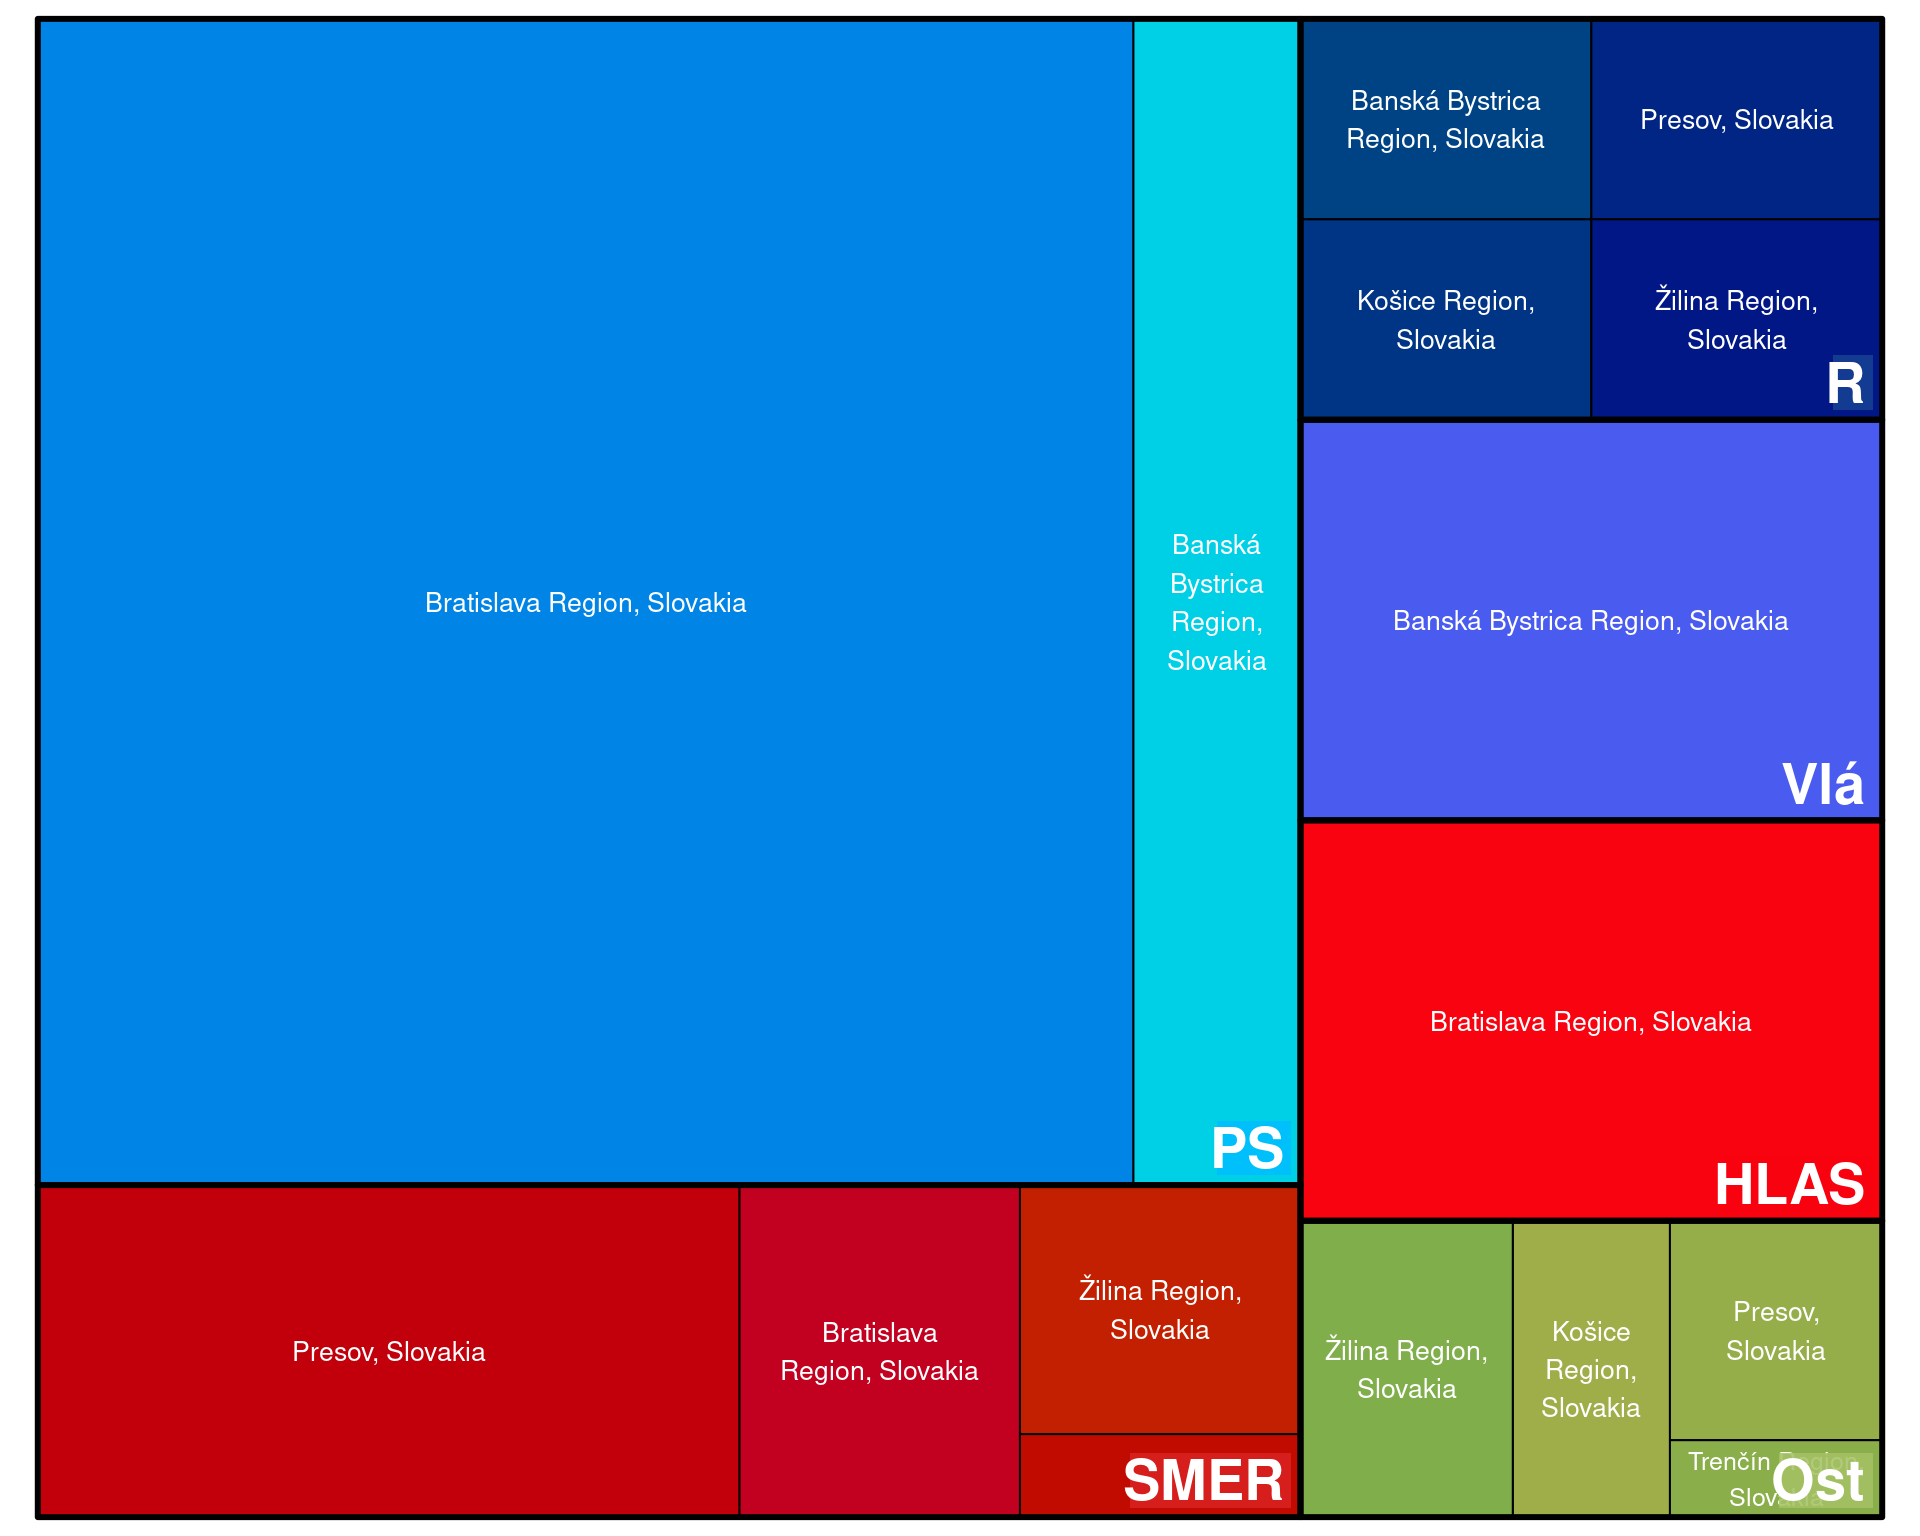 Bratislava Region, Slovakia
Banská
Bystrica
Region,
Slovakia
PS
Presov, Slovakia
Bratislava
Region, Slovakia
Žilina Region,
Slovakia
SMER
Banská Bystrica
Region, Slovakia
Presov, Slovakia
Košice Region,
Slovakia
Žilina Region,
Slovakia
R
Banská Bystrica Region, Slovakia
Vlá
Bratislava Region, Slovakia
HLAS
Žilina Region,
Slovakia
Košice
Region,
Slovakia
Presov,
Slovakia
Trenčín Region,
Slovakia
Ost